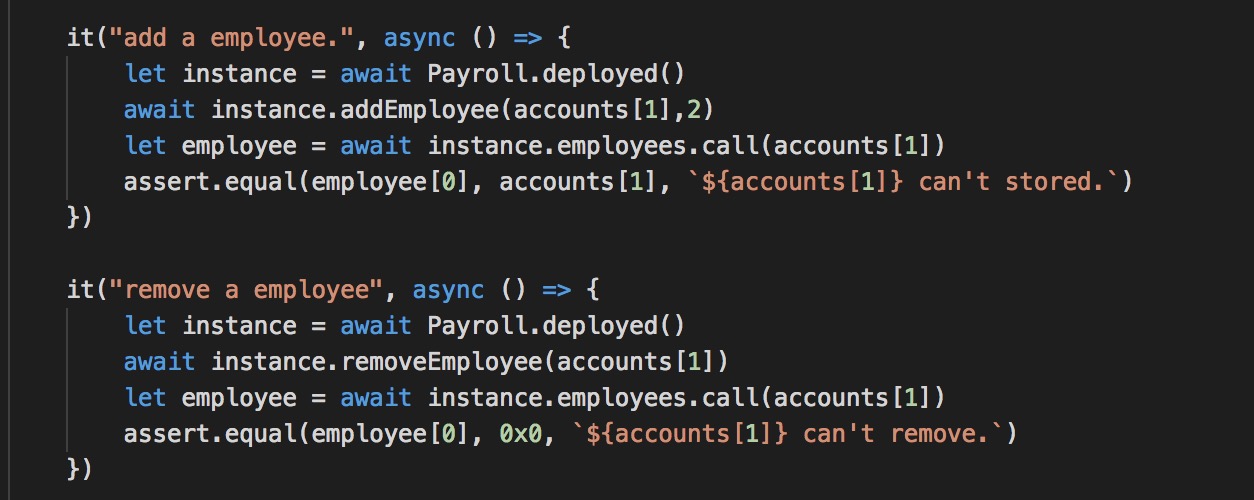 it("add a employee.", async () => {
let instance = await Payroll.deployed()
await instance.addEmployee(accounts[1],2)
let employee = await instance.employees.call(accounts[1])
assert.equal(employee[0], accounts[1], `${accounts[1]} can't stored.`)
})
it("remove a employee", async () => {
let instance = await Payroll.deployed()
await instance.removeEmployee(accounts[1])
let employee = await instance.employees.call(accounts[1])
assert.equal(employee[0], 0x0, `${accounts[1]} can't remove.`)
})